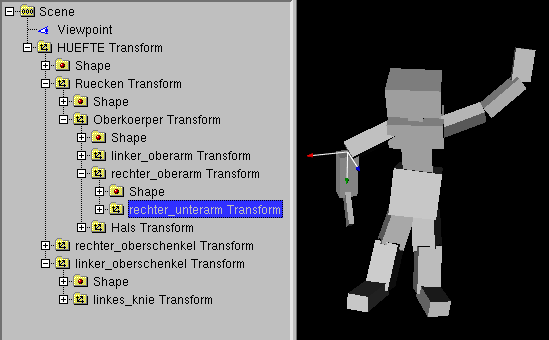 Scene
Viewpoint
HUEFTE Transform
Shape
Ruecken Transform
Shape
Oberkoerper Transform
Shape
linker_oberarm Transform
rechter_oberarm Transform
Shape
rechter_unterarm Transform
Hals Transform
rechter_oberschenkel Transform
linker_oberschenkel Transform
Shape
linkes_knie Transform